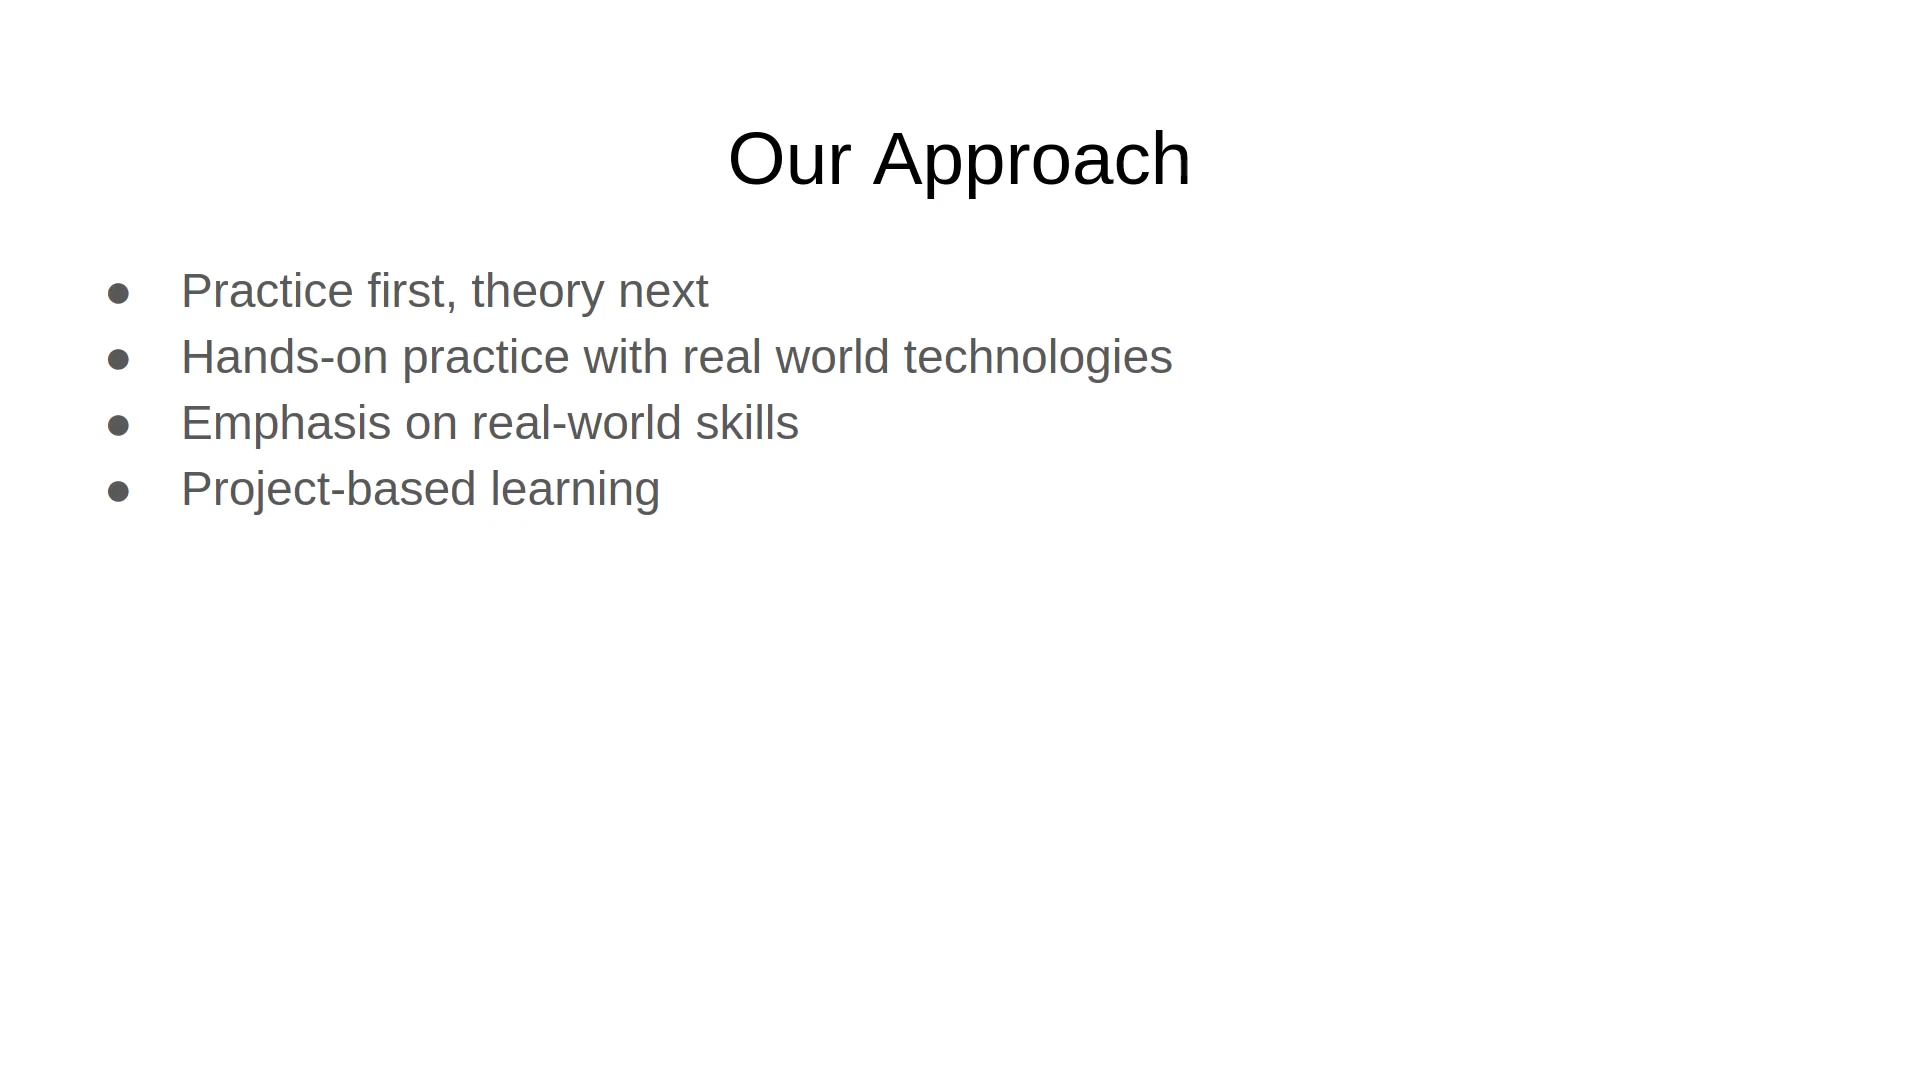 Our Approach
● Practice first, theory next
● Hands-on practice with real world technologies
● Emphasis on real-world skills
● Project-based learning